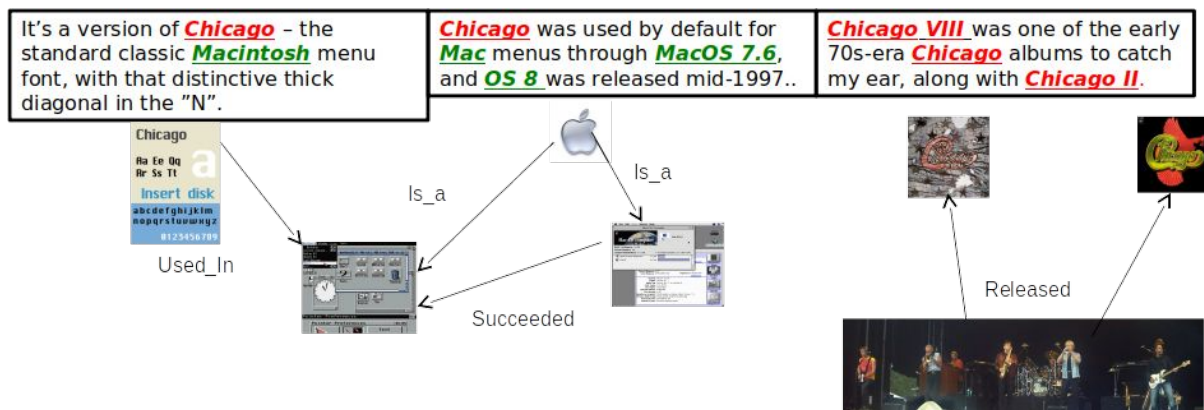 It's a version of Chicago – the
standard classic Macintosh menu
font, with that distinctive thick
diagonal in the ”N”.
Chicago was used by default for
Mac menus through MacOS 7.6,
and OS 8 was released mid-1997..
Chicago VIII was one of the early
70s-era Chicago albums to catch
my ear, along with Chicago II.
Chicago
Aa Ee Qq
Rr Ss Tt
a
Insert disk
abcdefghijklm
nopqrstuvwxyz
0123456789
Used_In
Is_a
Is_a
Succeeded
Chicago
Chicago
Released